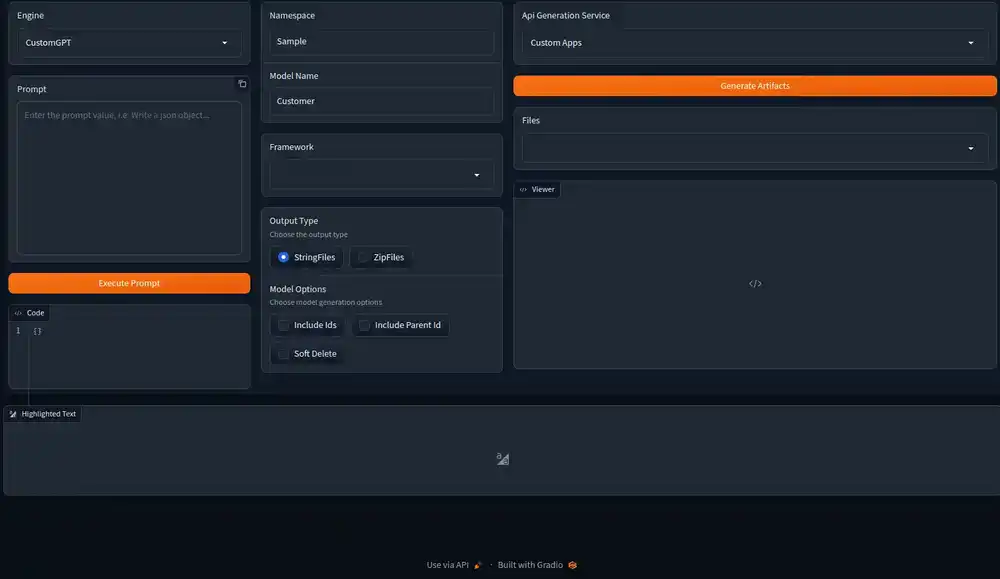 Engine
CustomGPT
Prompt
Enter the prompt value, i.e. Write a json object...
Execute Prompt
Code
1 {}
Namespace
Sample
Model Name
Customer
Framework
Output Type
Choose the output type
StringFiles ZipFiles
Model Options
Choose model generation options
Include Ids Include Parent Id
Soft Delete
Api Generation Service
Custom Apps
Generate Artifacts
Files
</> Viewer
</>
Highlighted Text
Use via API · Built with Gradio